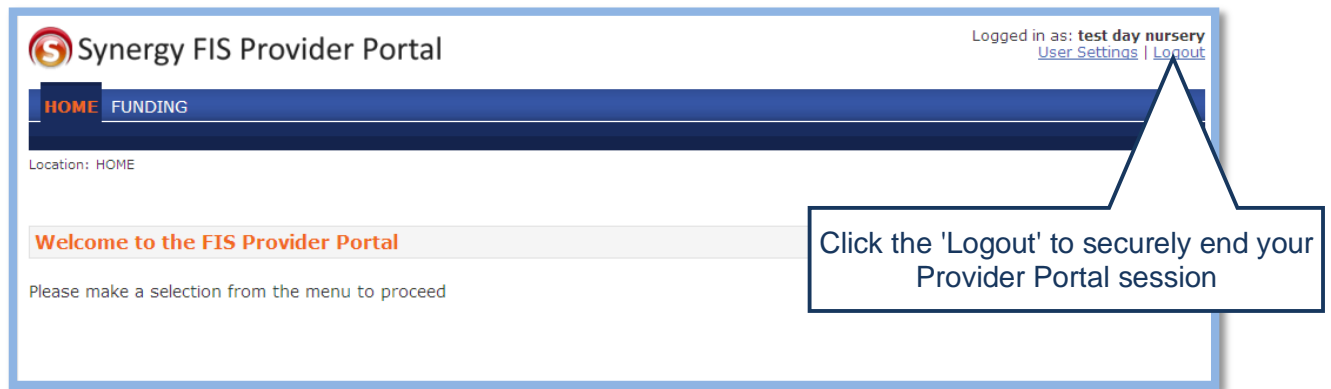 Synergy FIS Provider Portal
Logged in as: test day nursery
User Settings | Logout
HOME FUNDING
Location: HOME
Welcome to the FIS Provider Portal
Please make a selection from the menu to proceed
Click the 'Logout' to securely end your
Provider Portal session